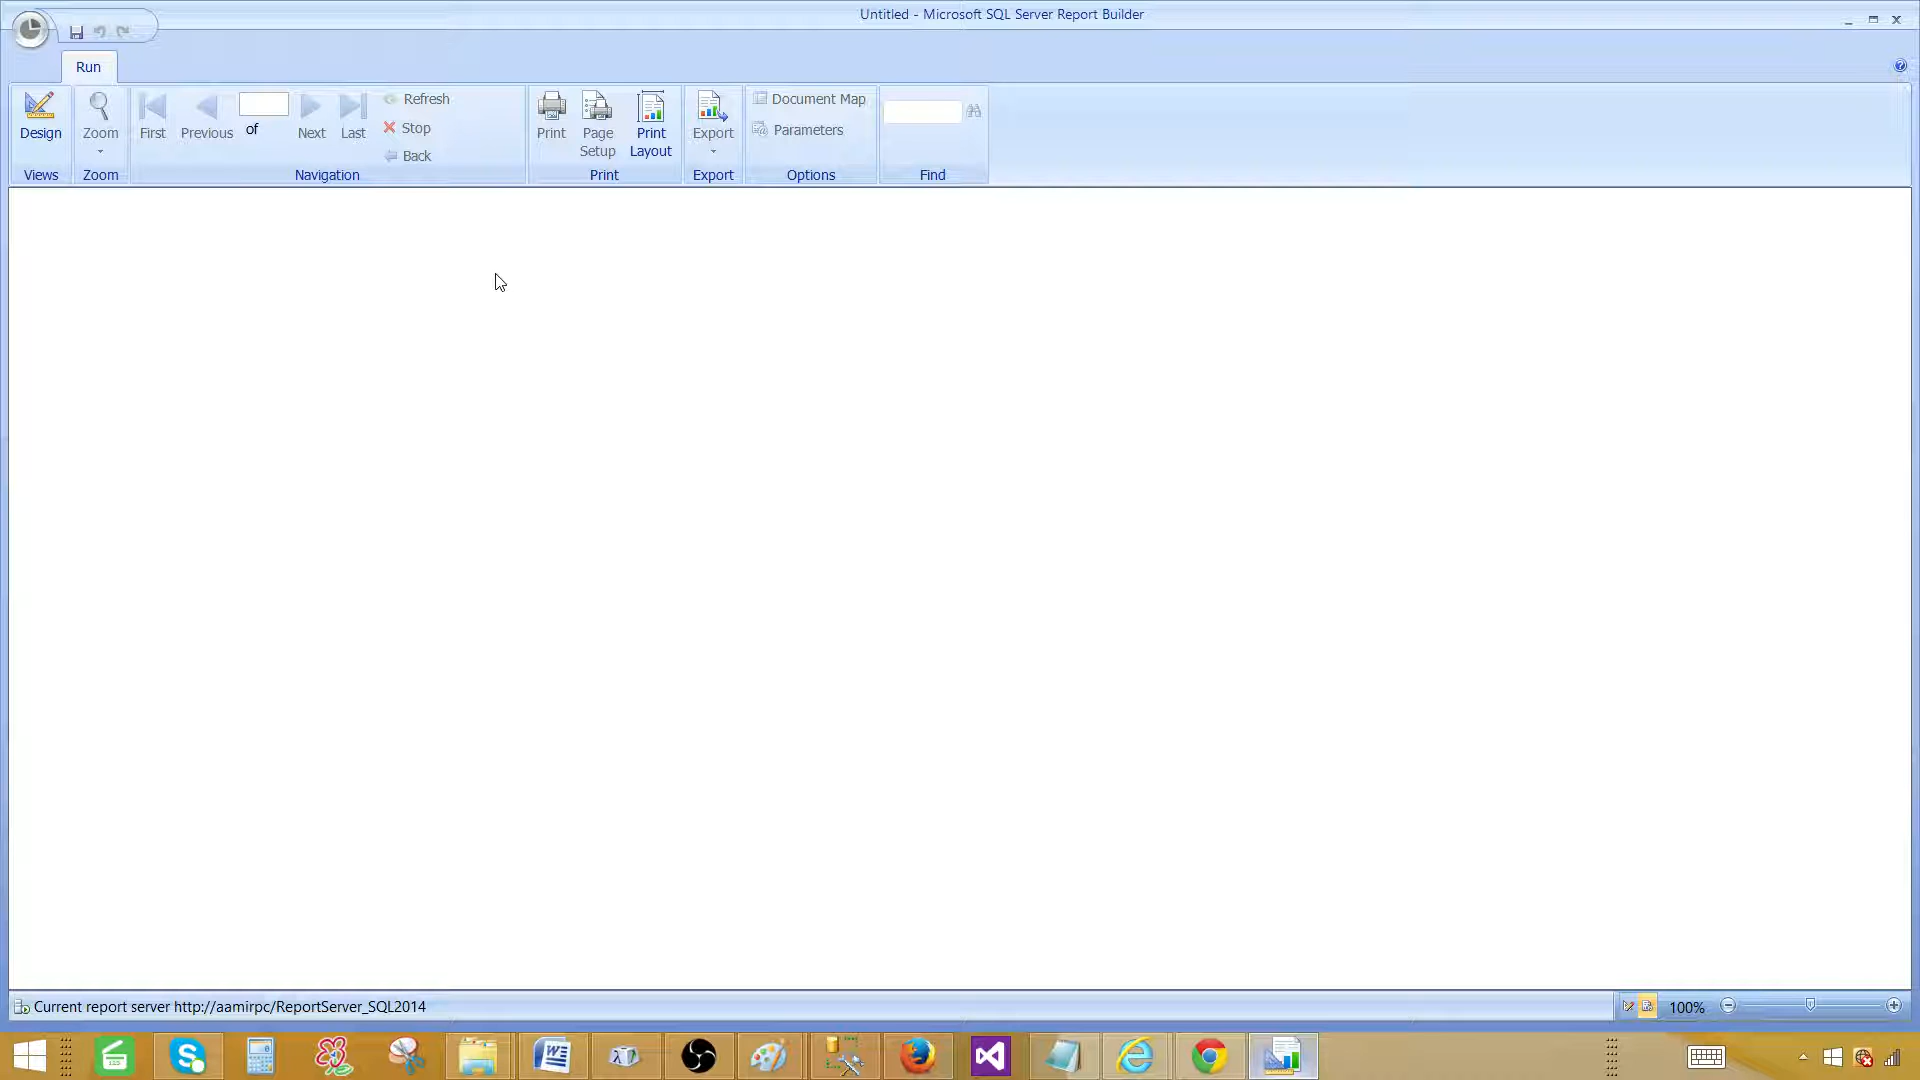 Untitled - Microsoft SQL Server Report Builder
Run
Design
Zoom
First
Previous
of
Next
Last
Refresh
Stop
Back
Print
Page
Setup
Print
Layout
Export
Document Map
Parameters
Views
Zoom
Navigation
Print
Export
Options
Find
Current report server http://aamirpc/ReportServer_SQL2014
100%